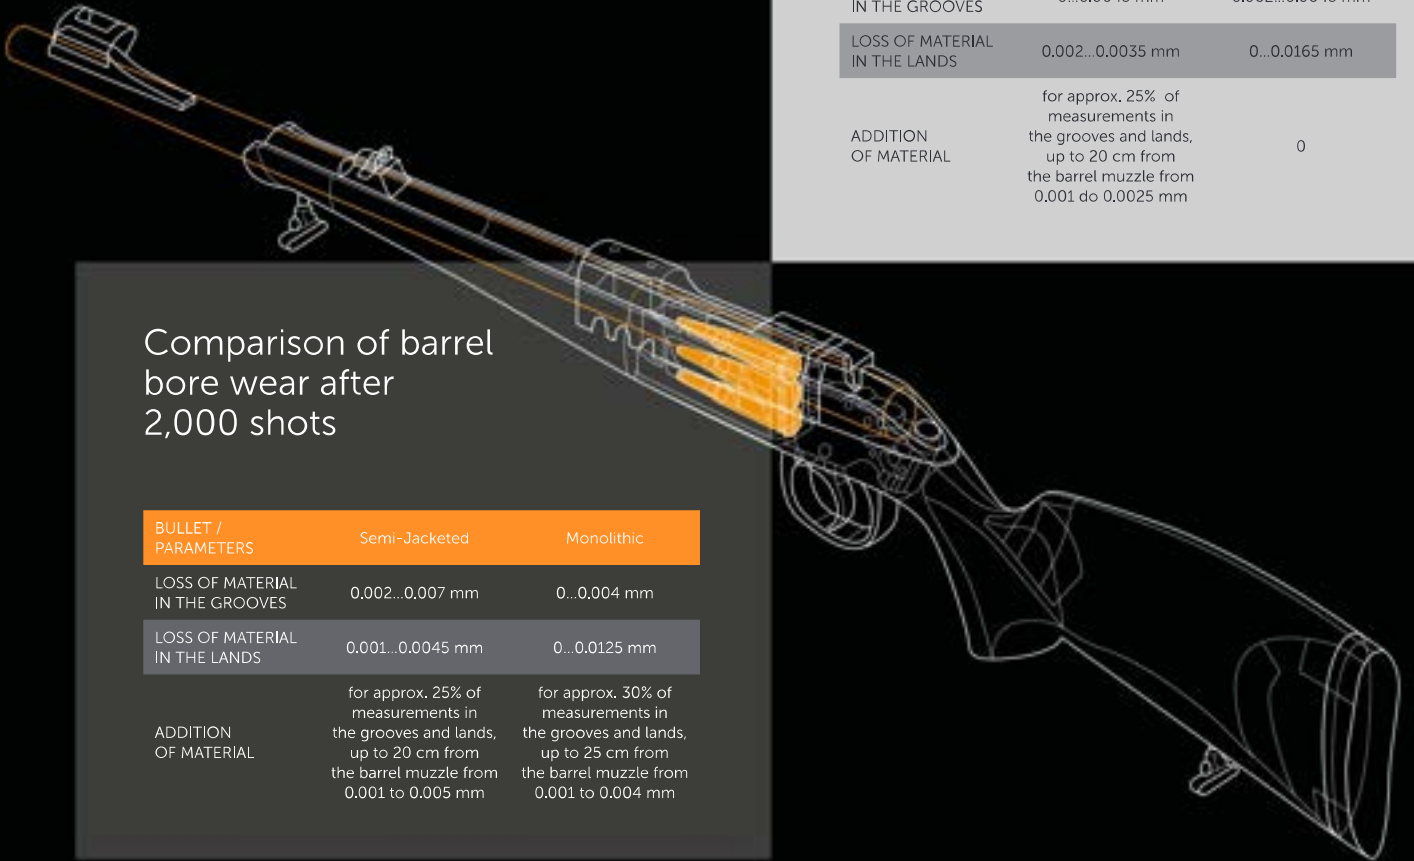 IN THE GROOVES
LOSS OF MATERIAL
IN THE LANDS
0.002...0.0035 mm
0...0.0165 mm
ADDITION
OF MATERIAL
for approx. 25% of
measurements in
the grooves and lands,
up to 20 cm from
the barrel muzzle from
0.001 do 0.0025 mm
0
Comparison of barrel
bore wear after
2,000 shots
BULLET /
PARAMETERS
Semi-Jacketed
Monolithic
LOSS OF MATERIAL
IN THE GROOVES
0.002...0.007 mm
0...0.004 mm
LOSS OF MATERIAL
IN THE LANDS
0.001...0.0045 mm
0...0.0125 mm
ADDITION
OF MATERIAL
for approx. 25% of
measurements in
the grooves and lands,
up to 20 cm from
the barrel muzzle from
0.001 to 0.005 mm
for approx. 30% of
measurements in
the grooves and lands,
up to 25 cm from
the barrel muzzle from
0.001 to 0.004 mm